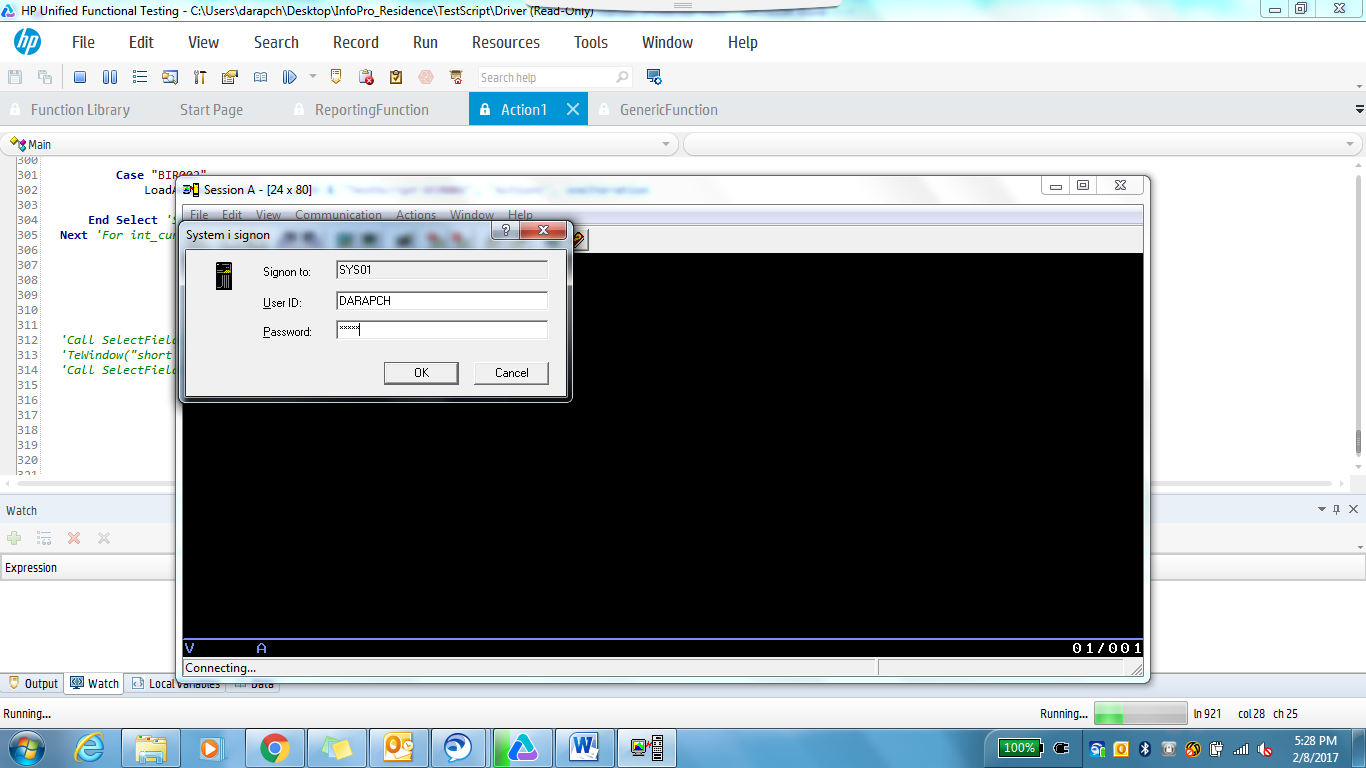 HP Unified Functional Testing - C:\Users\darapch\Desktop\InfoPro_Residence\TestScript\Driver (Read-Only)
hp File Edit View Search Record Run Resources Tools Window Help
Search help
Function Library Start Page ReportingFunction Action1 GenericFunction
Main
300
301 Case "BIR002"
302
303
304 End Select
305 Next 'For
306
307
308
309
310
311
312 'Call
313 'TeWindow("short
314 'Call
315
316
317
318
319
320
321
Session A - [24 x 80]
File Edit View Communication Actions Window Help
System i signon
Signon to: SYS01
User ID: DARAPCH
Password: *****
OK Cancel
V A 01/001
Connecting...
Watch
Expression
Output Watch Local Variables Data
Running... Running... ln 921 col 28 ch 25
100% 5:28 PM
2/8/2017